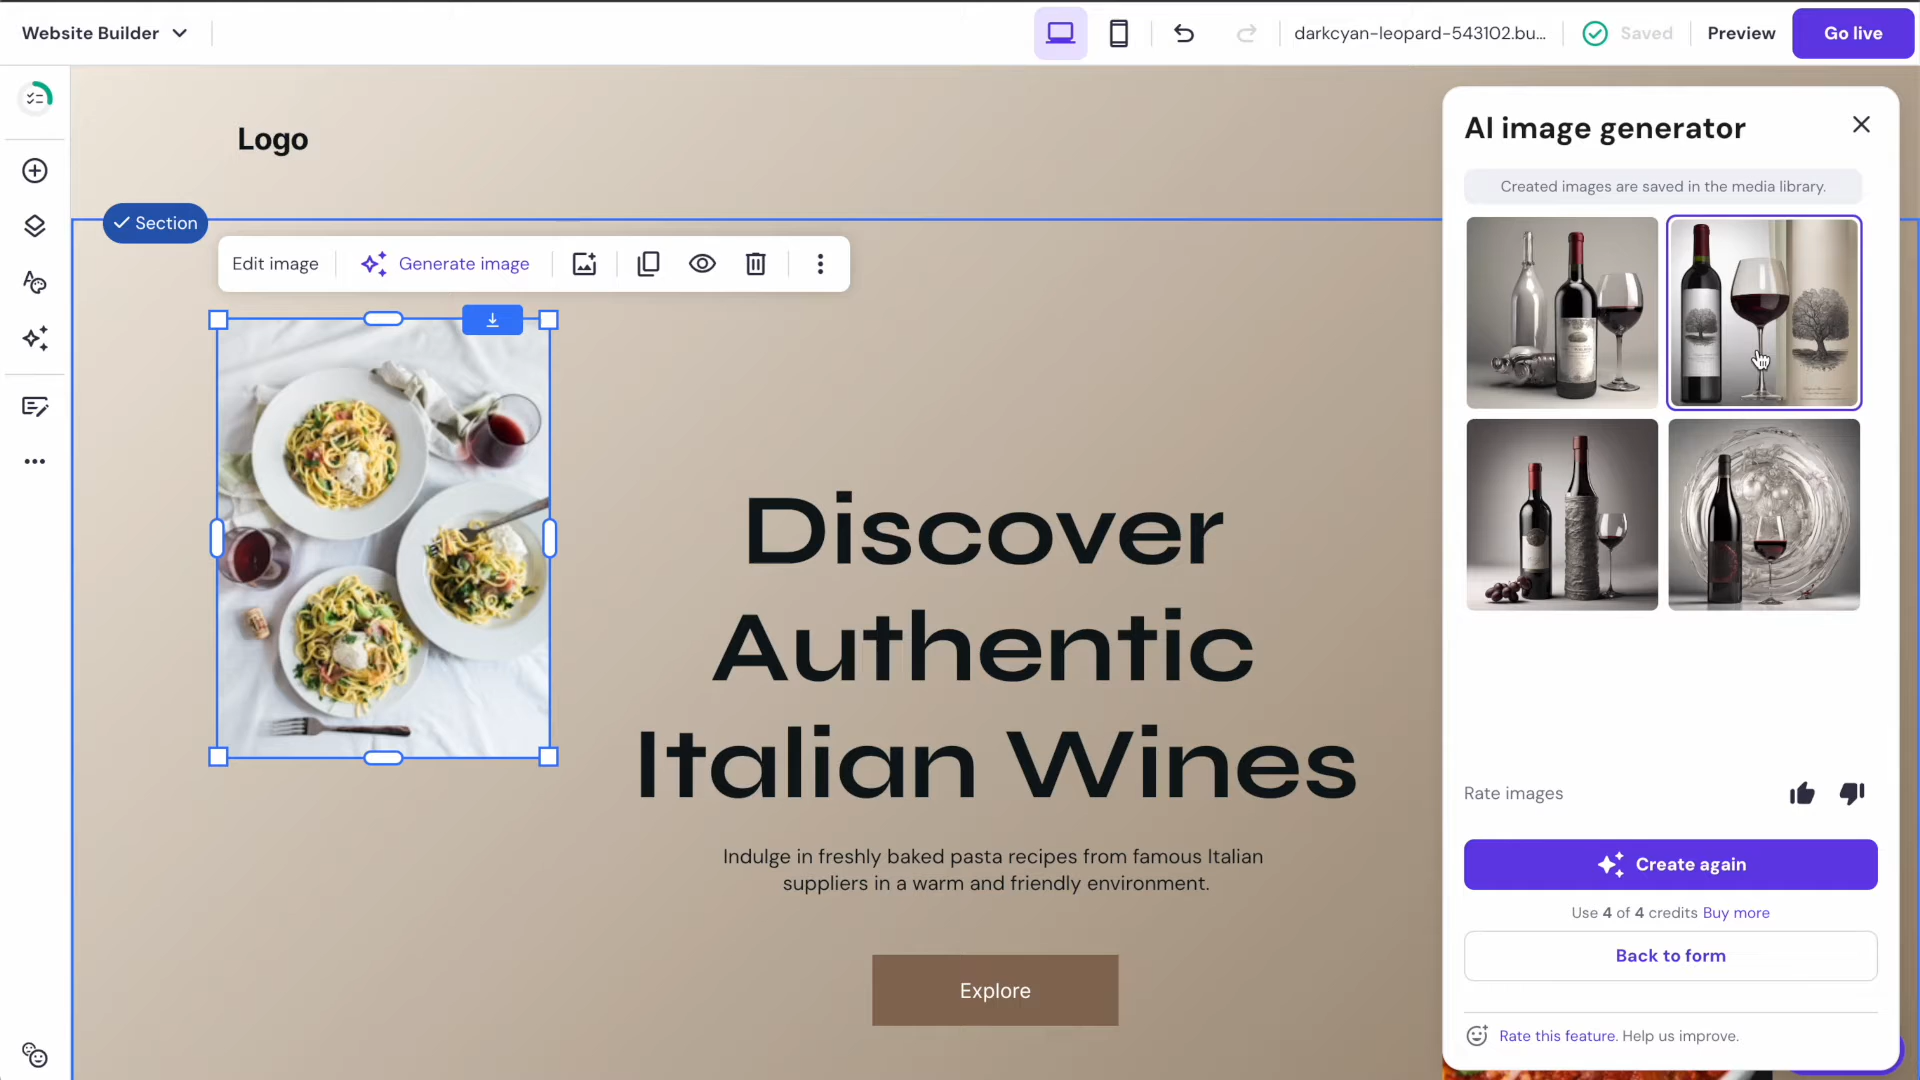 Website Builder
darkcyan-leopard-543102.bu...
Saved
Preview
Go live
Logo
Section
Edit image
Generate image
Discover
Authentic
Italian Wines
Indulge in freshly baked pasta recipes from famous Italian
suppliers in a warm and friendly environment.
Explore
AI image generator
Created images are saved in the media library.
Rate images
Create again
Use 4 of 4 credits Buy more
Back to form
Rate this feature. Help us improve.